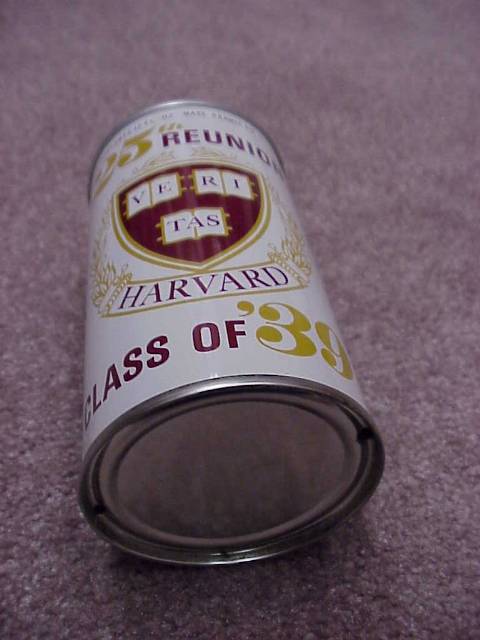 25th REUNION
VE RI
TAS
HARVARD
CLASS OF '39